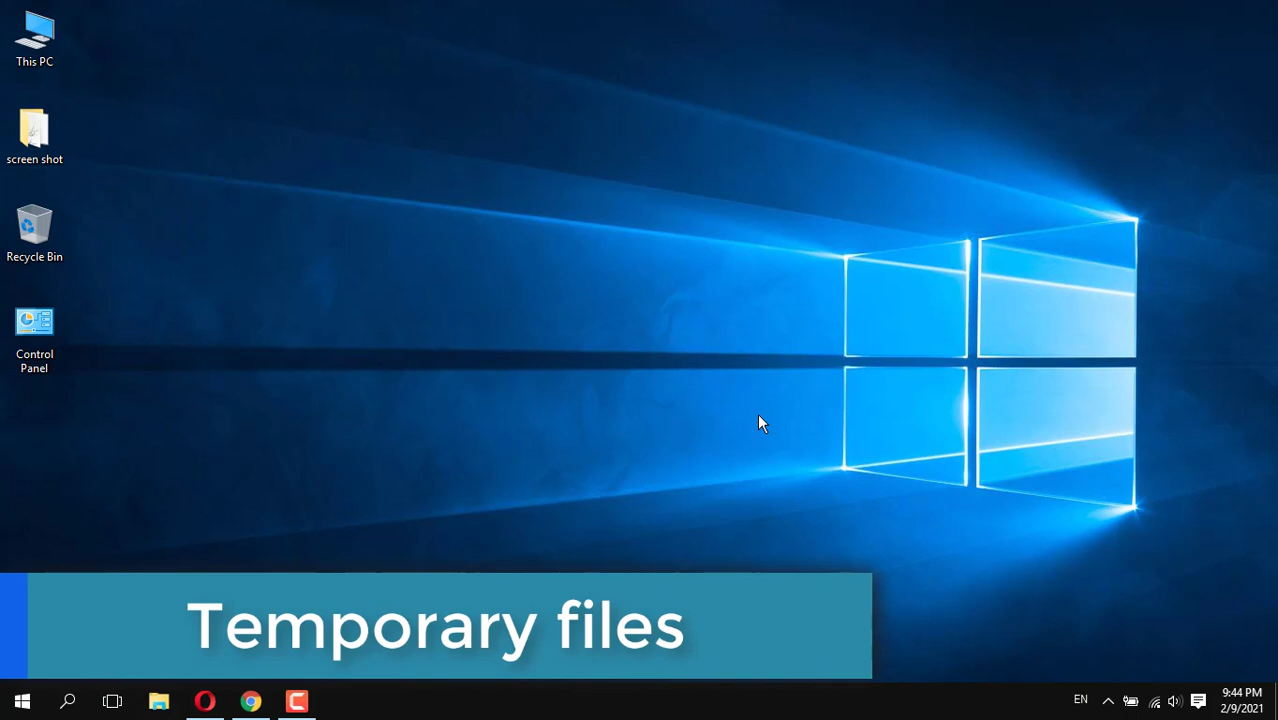 This PC
screen shot
Recycle Bin
Control
Panel
Temporary files
EN
9:44 PM
2/9/2021